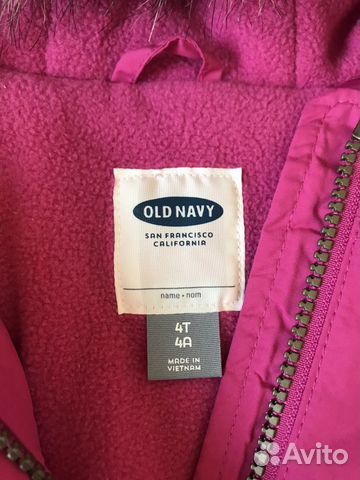 OLD NAVY
SAN FRANCISCO
CALIFORNIA
name • nom
4T
4A
MADE IN
VIETNAM
Avito